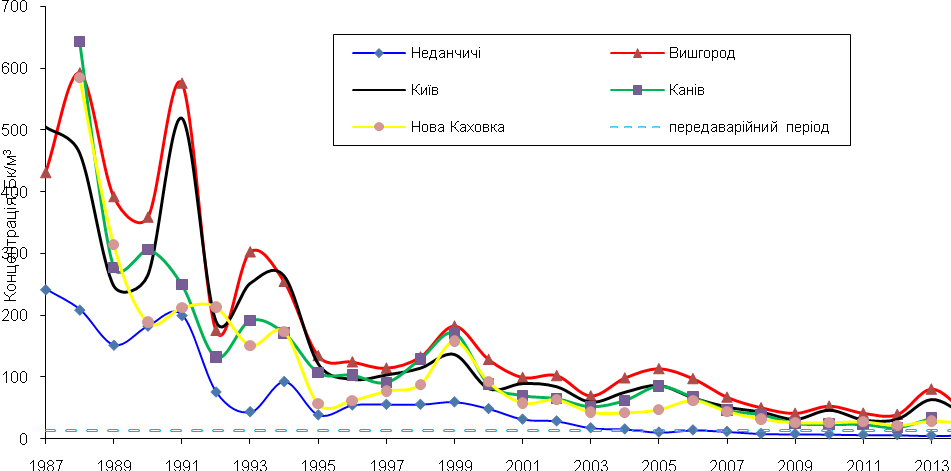 700
600
500
400
300
200
100
0
Концентрація, Бк/м³
Неданчичі
Вишгород
Київ
Канів
Нова Каховка
передаварійний період
1987 1989 1991 1993 1995 1997 1999 2001 2003 2005 2007 2009 2011 2013